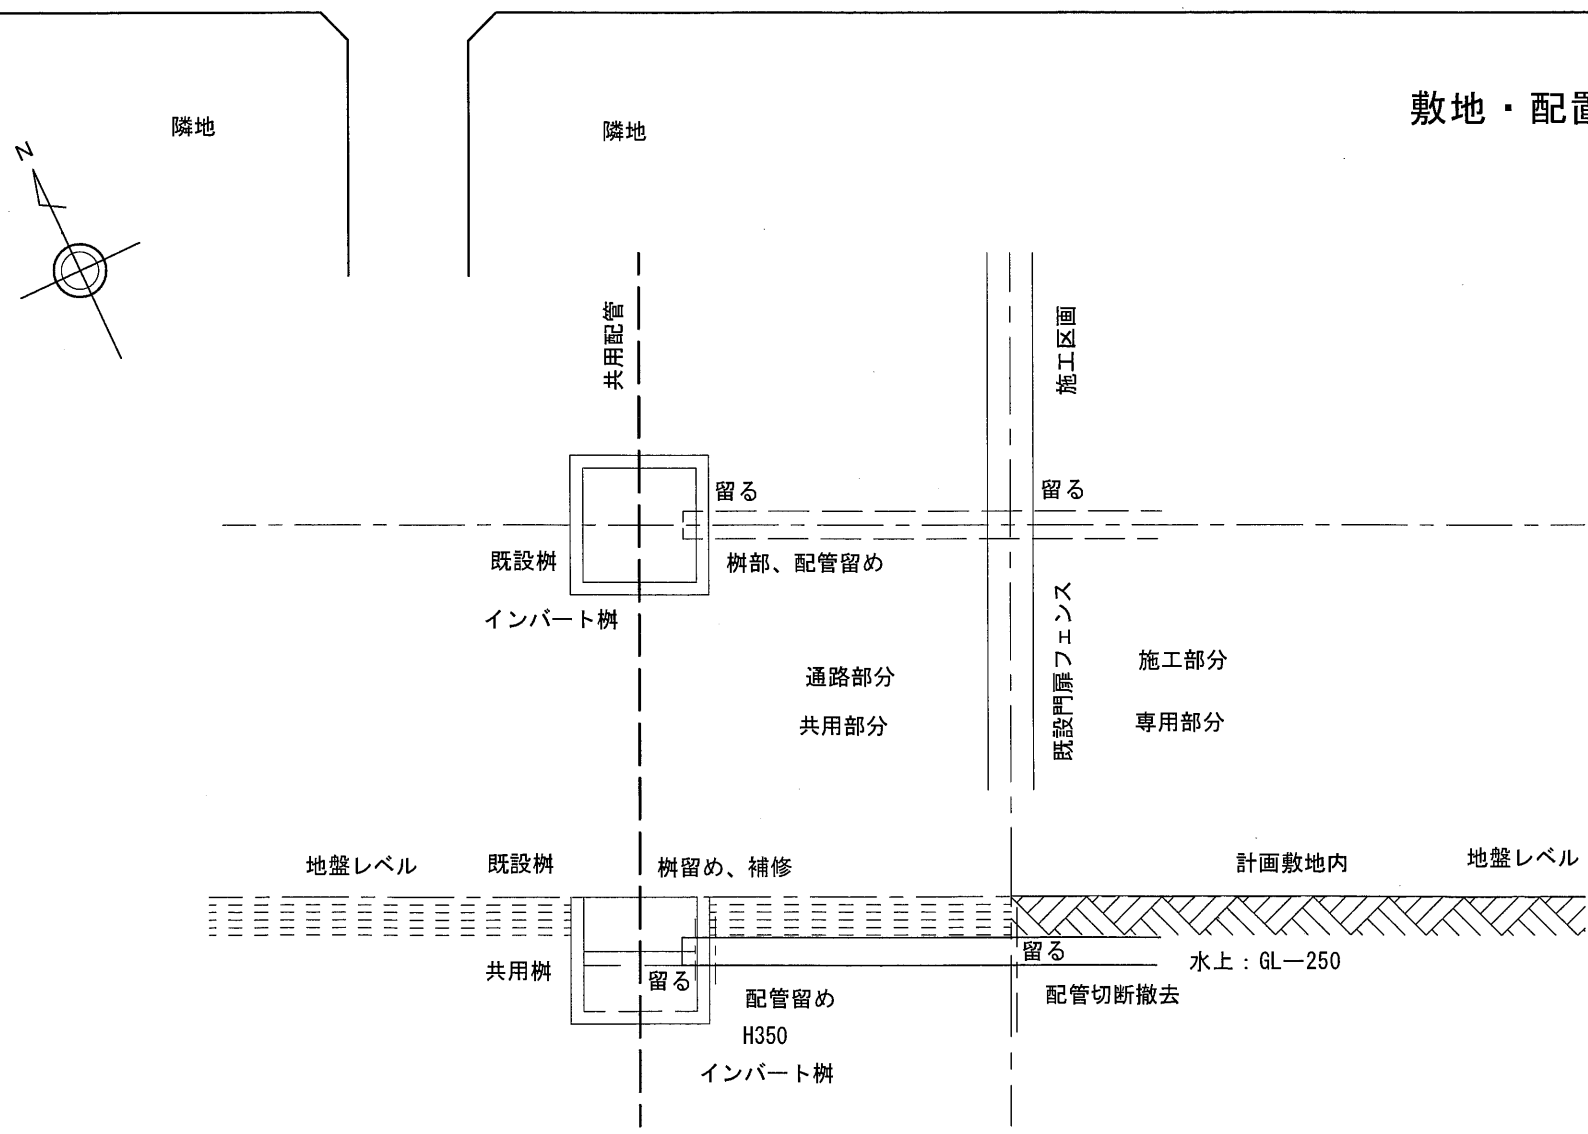 敷地・配置
隣地
隣地
N
共用配管
施工区画
留る
留る
既設桝
桝部、配管留め
インバート桝
既設門扉フェンス
通路部分
施工部分
共用部分
専用部分
地盤レベル
既設桝
桝留め、補修
計画敷地内
地盤レベル
共用桝
留る
留る
水上：GL－250
配管留め
配管切断撤去
H350
インバート桝